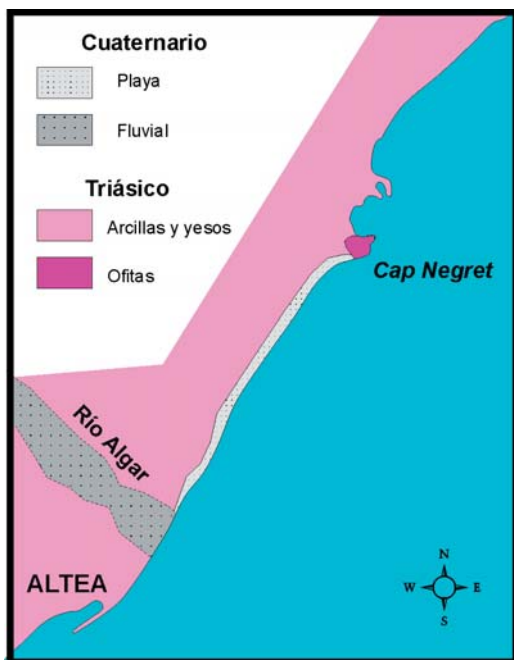 Cuaternario
Playa
Fluvial
Triásico
Arcillas y yesos
Ofitas
Cap Negret
Río Algar
ALTEA
N
W
E
S